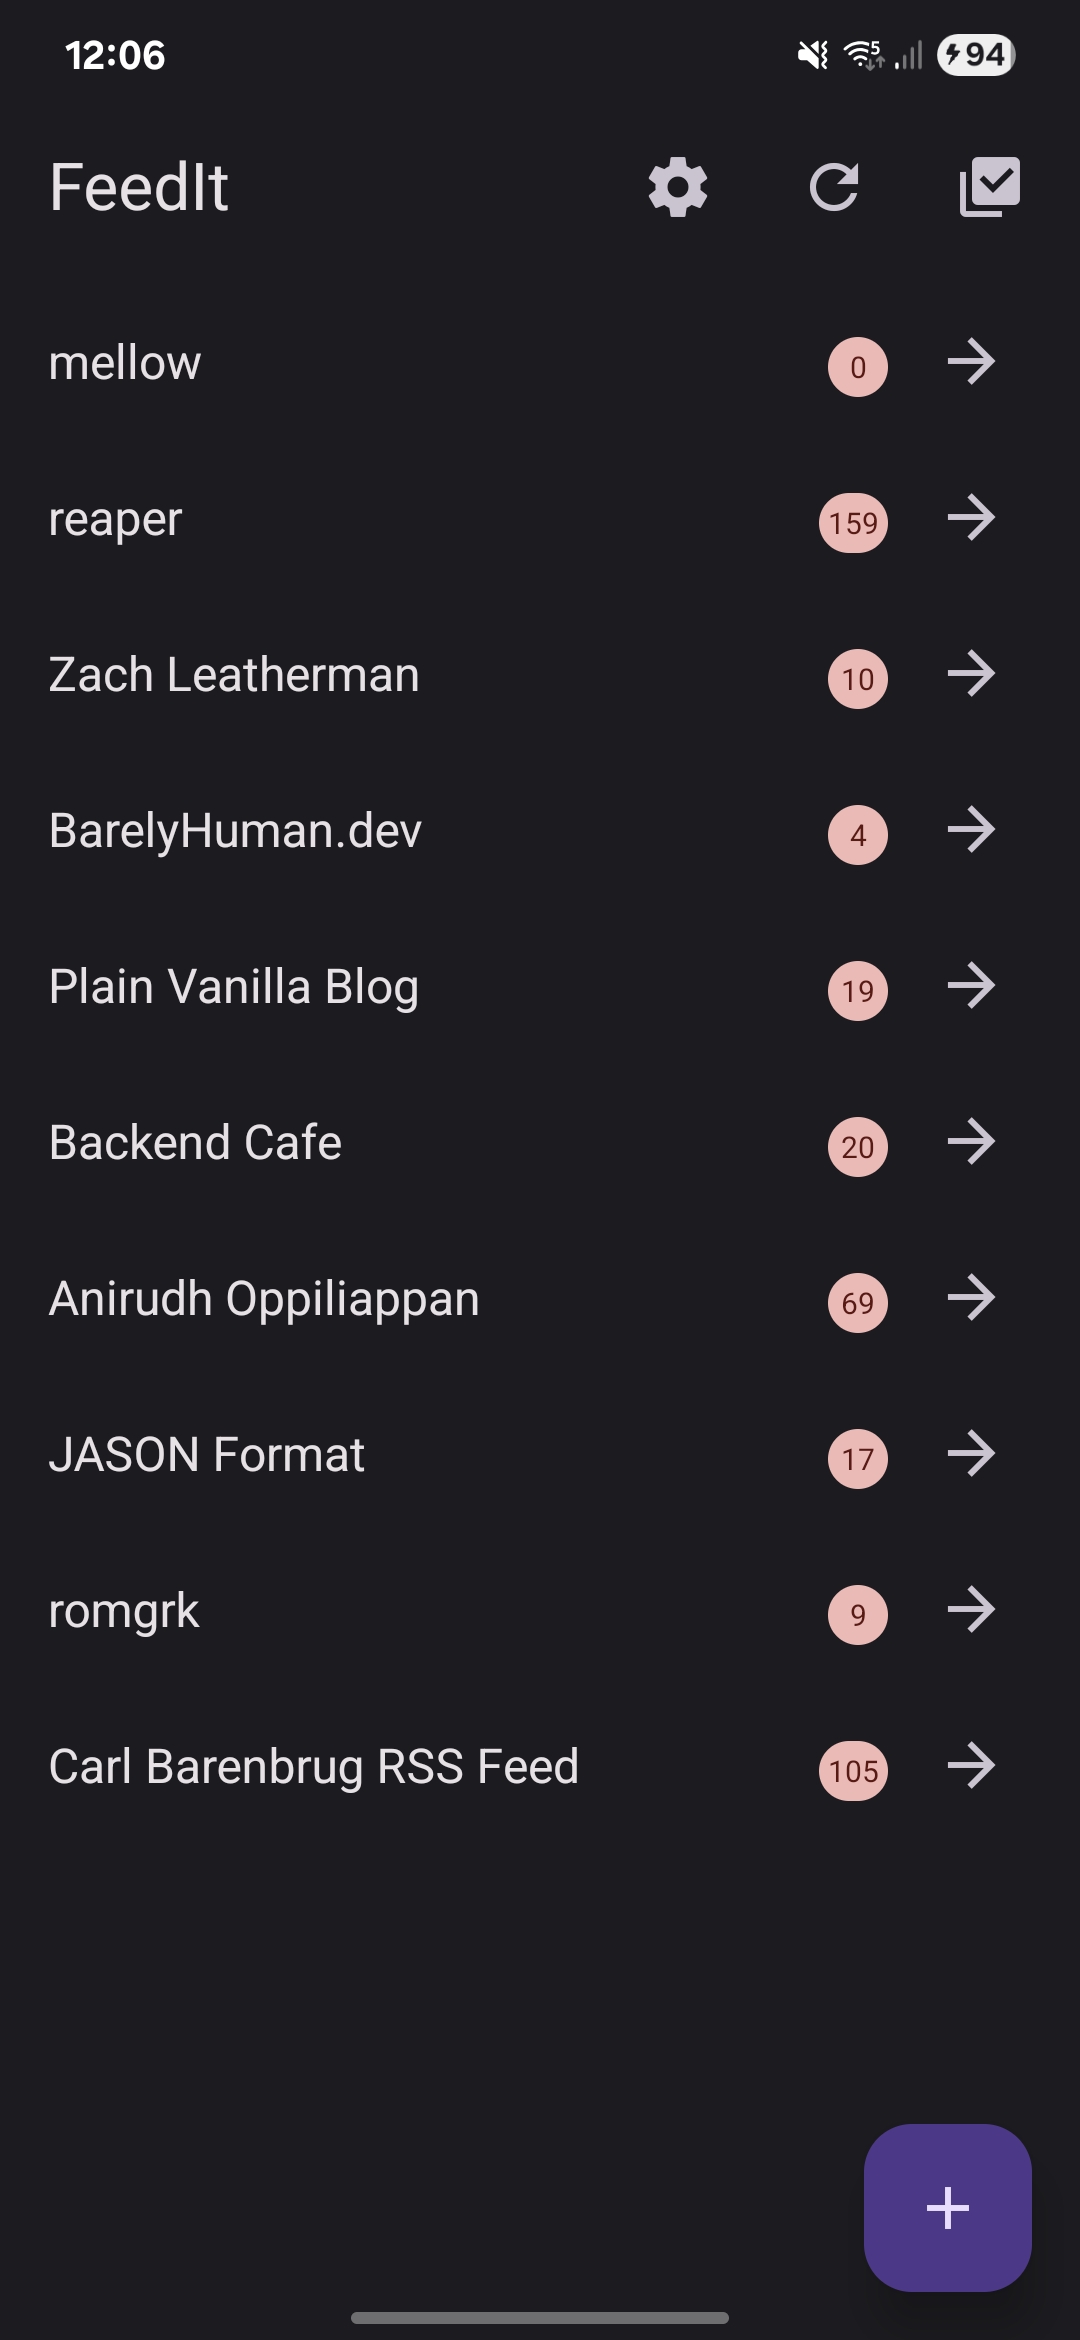 12:06 5 94
FeedIt
mellow 0
reaper 159
Zach Leatherman 10
BarelyHuman.dev 4
Plain Vanilla Blog 19
Backend Cafe 20
Anirudh Oppiliappan 69
JASON Format 17
romgrk 9
Carl Barenbrug RSS Feed 105